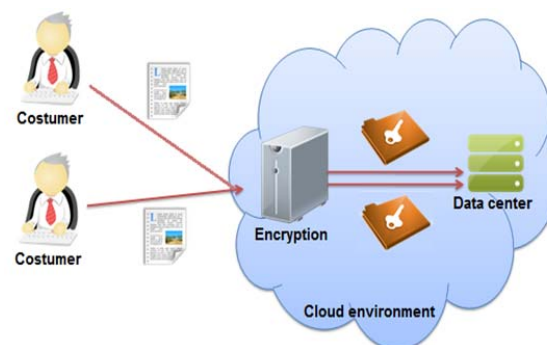 Costumer
Costumer
Encryption
Data center
Cloud environment